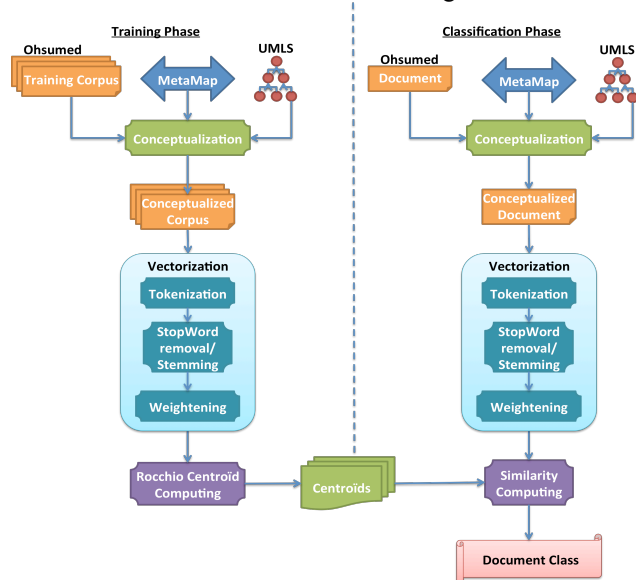 Training Phase
Ohsumed
Training Corpus
MetaMap
UMLS
Conceptualization
Conceptualized
Corpus
Vectorization
Tokenization
StopWord
removal/
Stemming
Weightening
Rocchio Centroïd
Computing
Centroïds
Classification Phase
Ohsumed
Document
MetaMap
UMLS
Conceptualization
Conceptualized
Document
Vectorization
Tokenization
StopWord
removal/
Stemming
Weightening
Similarity
Computing
Document Class